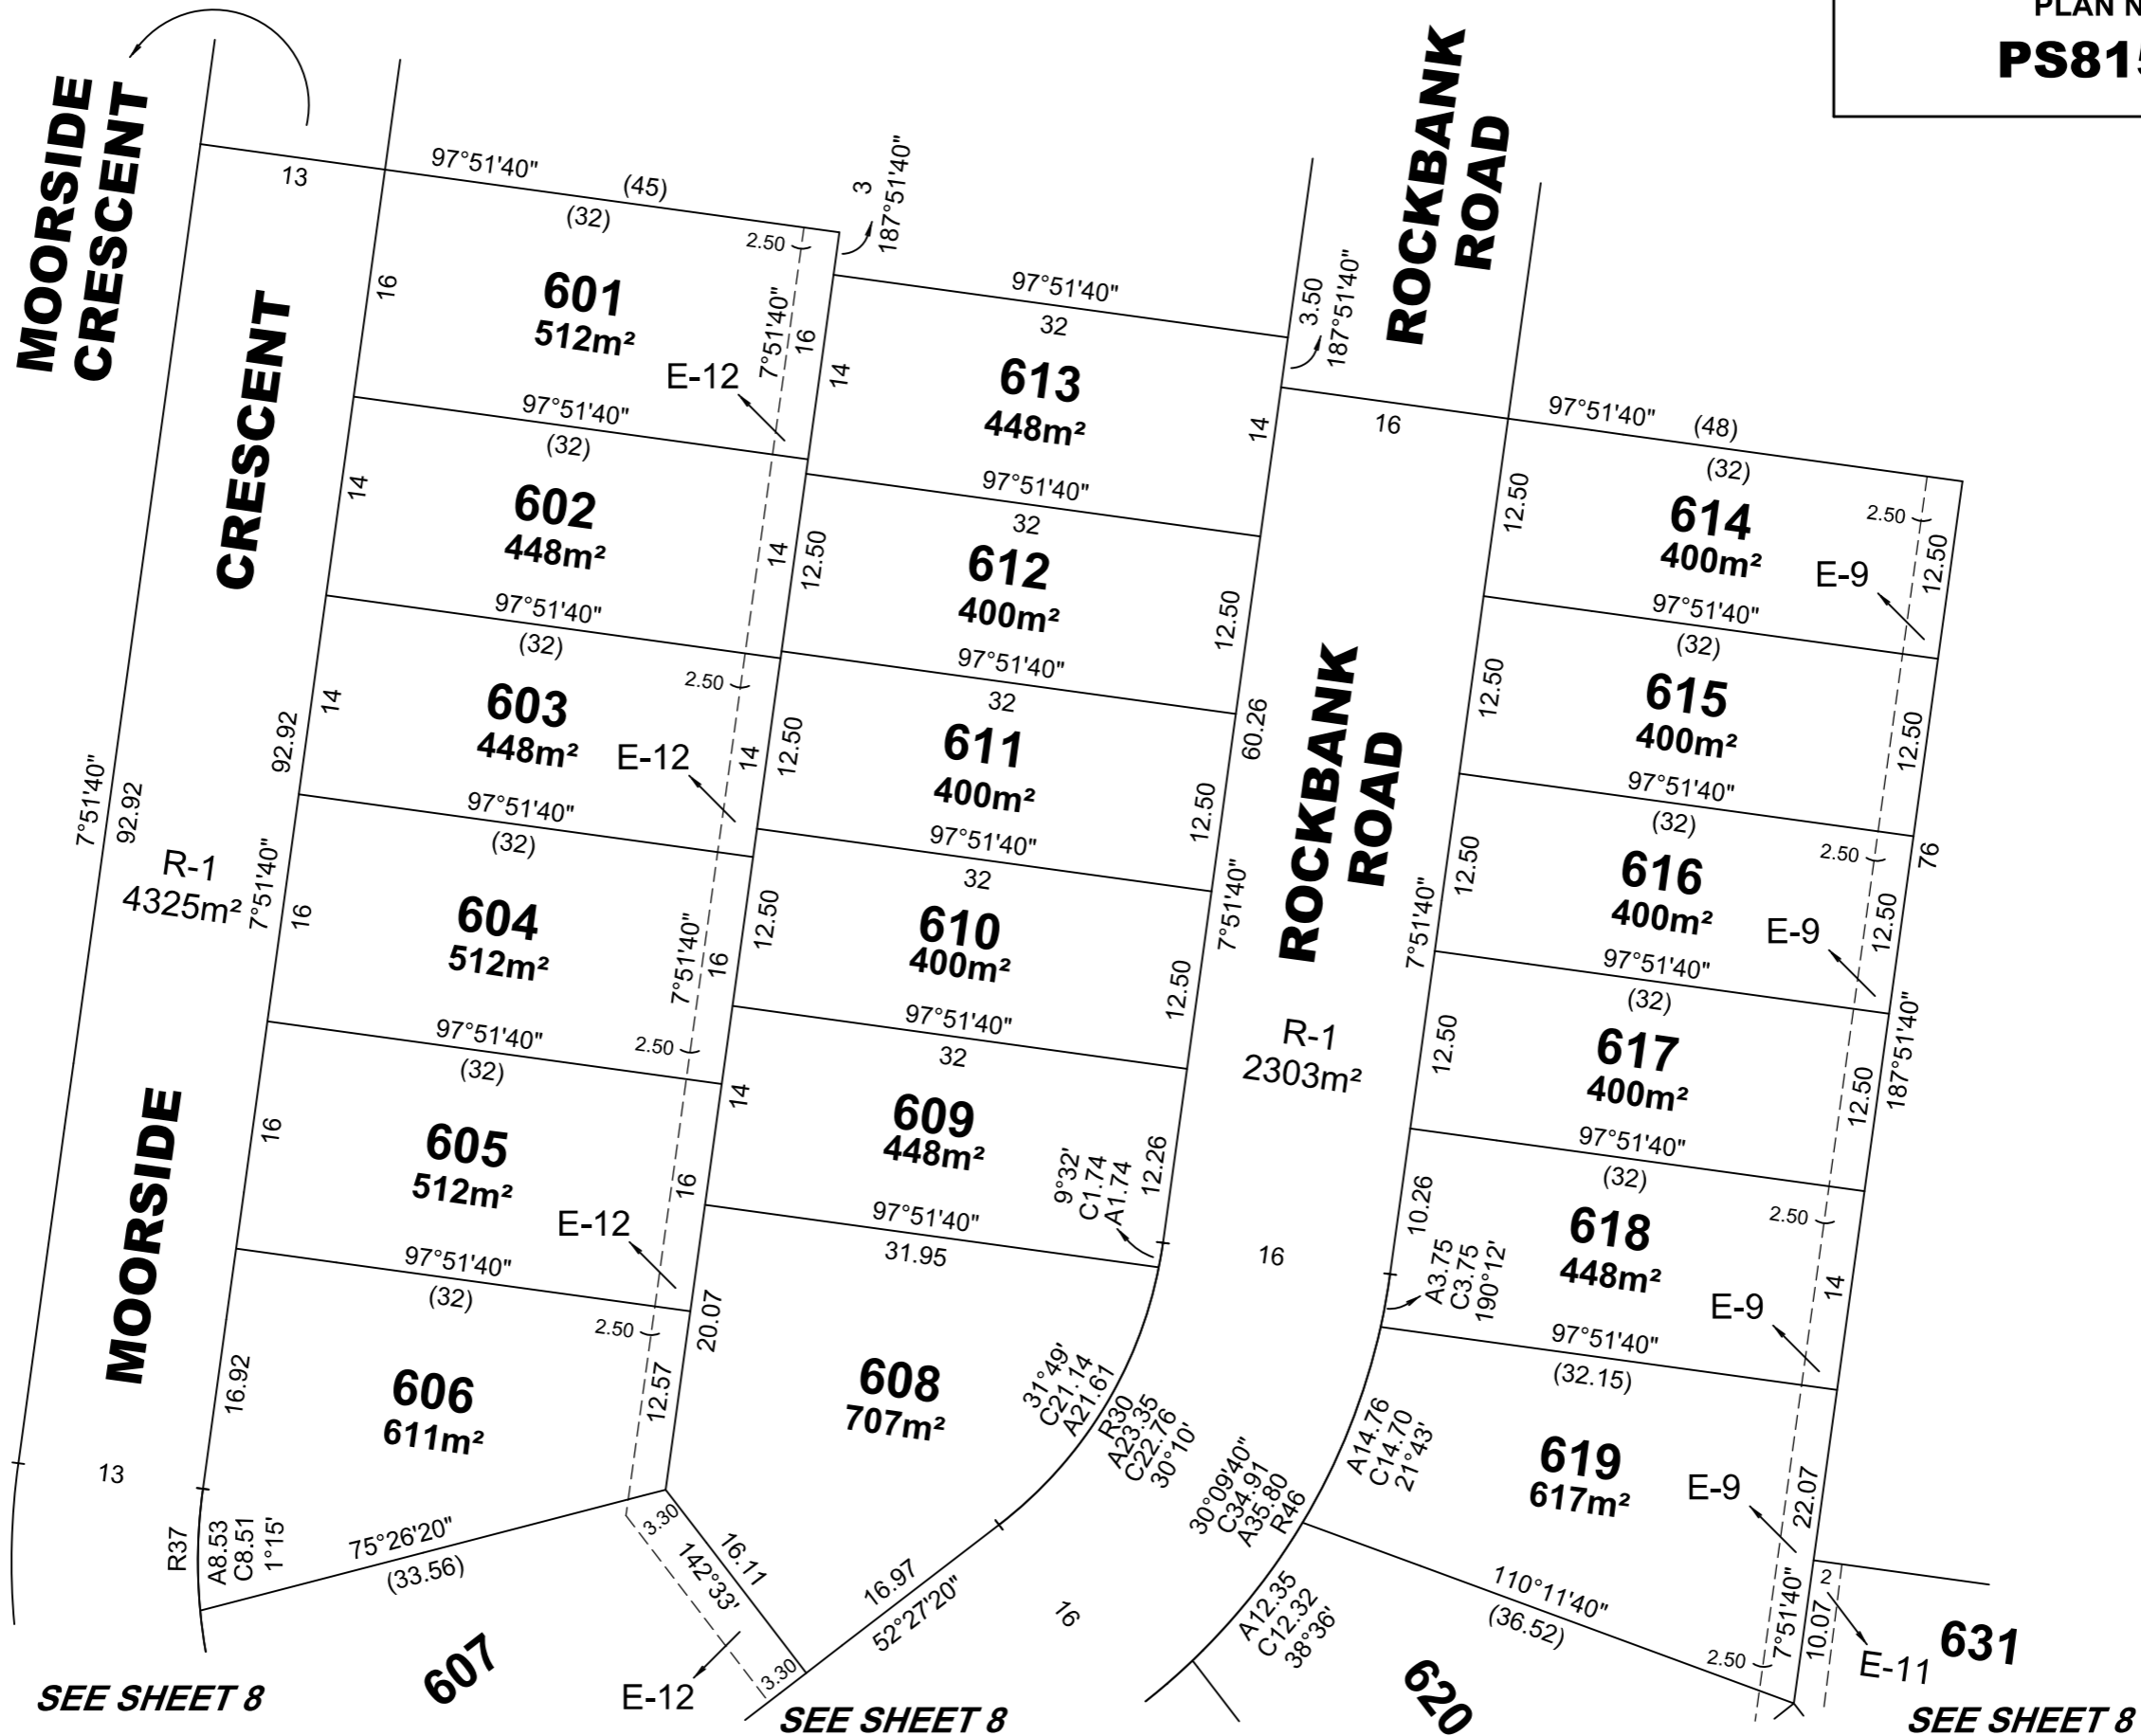 PLAN N
PS815
MOORSIDE
CRESCENT
ROCKBANK
ROAD
13
97°51'40"
(45)
(32)
3
187°51'40"
2.50
16
601
512m²
7°51'40"
16
E-12
14
97°51'40"
32
613
448m²
3.50
187°51'40"
14
16
97°51'40"
(48)
(32)
CRESCENT
97°51'40"
(32)
14
602
448m²
14
12.50
97°51'40"
32
612
400m²
12.50
12.50
614
400m²
2.50
12.50
E-9
97°51'40"
(32)
14
603
448m²
2.50
E-12
14
12.50
97°51'40"
32
611
400m²
12.50
60.26
ROCKBANK
ROAD
97°51'40"
(32)
12.50
615
400m²
12.50
7°51'40"
92.92
92.92
R-1
4325m²
7°51'40"
97°51'40"
(32)
16
604
512m²
7°51'40"
16
2.50
12.50
97°51'40"
32
610
400m²
12.50
7°51'40"
7°51'40"
12.50
97°51'40"
(32)
616
400m²
2.50
E-9
12.50
76
187°51'40"
97°51'40"
(32)
12.50
617
400m²
12.50
R-1
2303m²
MOORSIDE
97°51'40"
(32)
16
605
512m²
16
E-12
14
97°51'40"
32
609
448m²
9°32'
C1.74
A1.74
12.26
16
97°51'40"
(32)
10.26
A3.75
C3.75
190°12'
618
448m²
2.50
E-9
14
97°51'40"
(32)
2.50
16.92
606
611m²
12.57
20.07
97°51'40"
31.95
608
707m²
31°49'
C21.14
A21.61
R30
A23.35
C22.76
30°10'
30°09'40"
C34.91
A35.80
R46
A14.76
C14.70
21°43'
97°51'40"
(32.15)
619
617m²
E-9
22.07
13
R37
A8.53
C8.51
1°15'
75°26'20"
(33.56)
3.30
142°33'
16.11
3.30
16.97
52°27'20"
16
A12.35
C12.32
38°36'
110°11'40"
(36.52)
2.50
7°51'40"
10.07
2
E-11
631
607
E-12
620
SEE SHEET 8
SEE SHEET 8
SEE SHEET 8